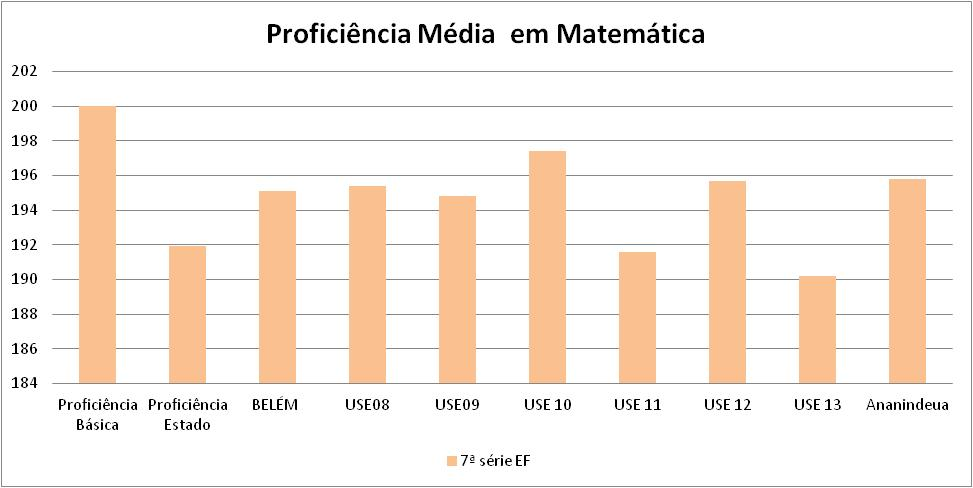 Proficiência Média  em Matemática
202
200
198
196
194
192
190
188
186
184
Proficiência Básica
Proficiência Estado
BELÉM
USE08
USE09
USE 10
USE 11
USE 12
USE 13
Ananindeua
7ª série EF